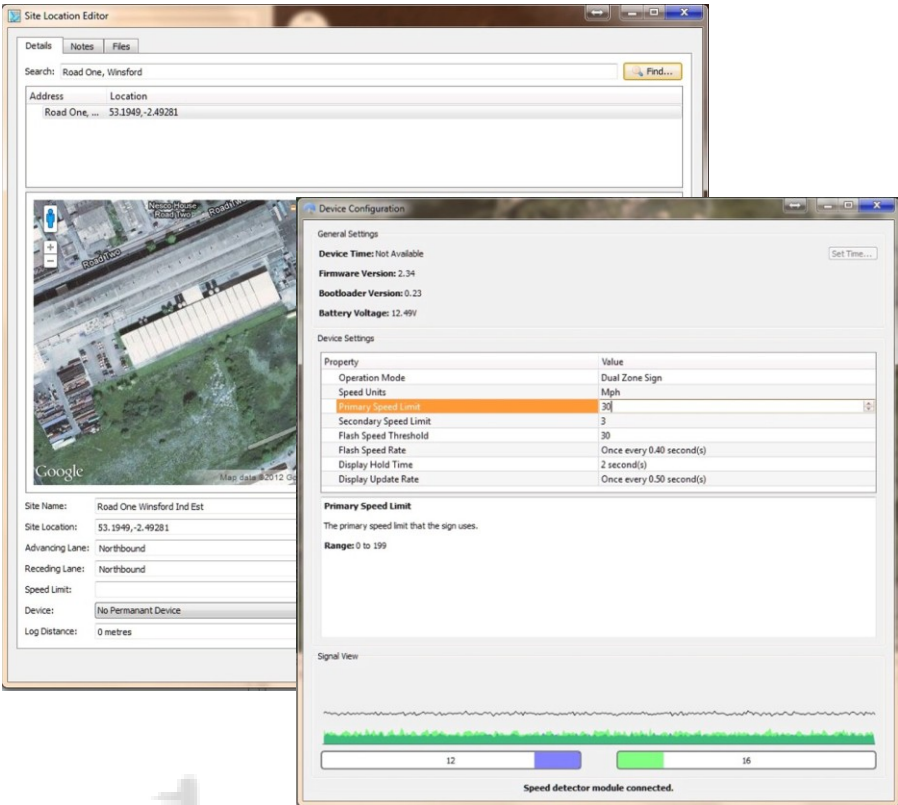 Site Location Editor
Details Notes Files
Search: Road One, Winsford Find...
Address Location
Road One, ... 53.1949,-2.49281
Nesco House
Road Two
Road Two
Google
Map data ©2012 Go
Site Name: Road One Winsford Ind Est
Site Location: 53.1949,-2.49281
Advancing Lane: Northbound
Receding Lane: Northbound
Speed Limit:
Device: No Permanant Device
Log Distance: 0 metres
Device Configuration
General Settings
Device Time: Not Available Set Time...
Firmware Version: 2.34
Bootloader Version: 0.23
Battery Voltage: 12.49V
Device Settings
Property Value
Operation Mode Dual Zone Sign
Speed Units Mph
Primary Speed Limit 30
Secondary Speed Limit 3
Flash Speed Threshold 30
Flash Speed Rate Once every 0.40 second(s)
Display Hold Time 2 second(s)
Display Update Rate Once every 0.50 second(s)
Primary Speed Limit
The primary speed limit that the sign uses.
Range: 0 to 199
Signal View
12 16
Speed detector module connected.